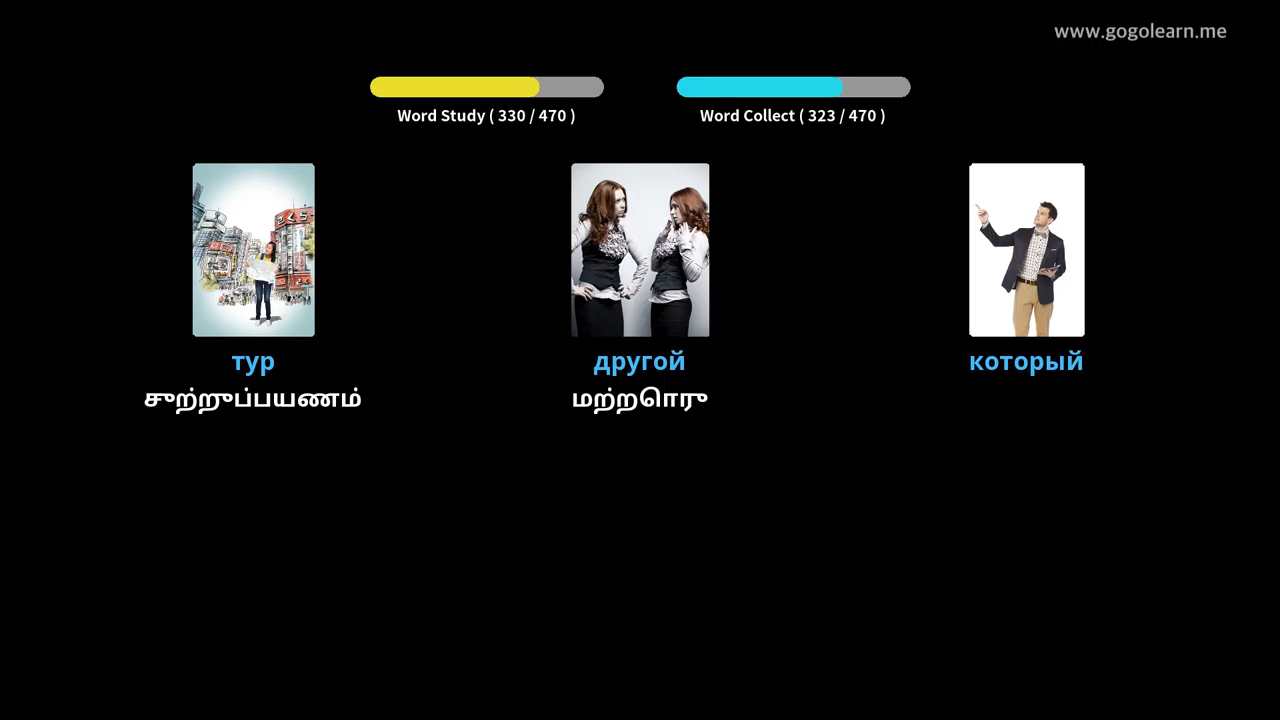 www.gogolearn.me
Word Study ( 330 / 470 )
Word Collect ( 323 / 470 )
тур
другой
который
சுற்றுப்பயணம்
மற்றொரு